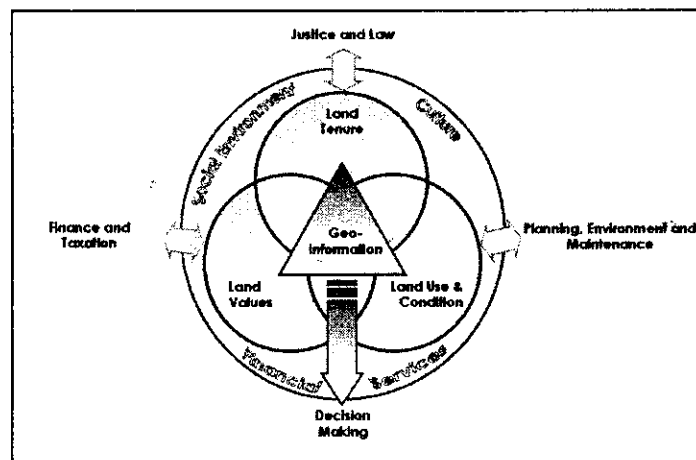 Justice and Law
Social Environment
Culture
Land
Tenure
Finance and
Taxation
Geo-
information
Planning, Environment and
Maintenance
Land
Values
Land Use &
Condition
Financial
Services
Decision
Making